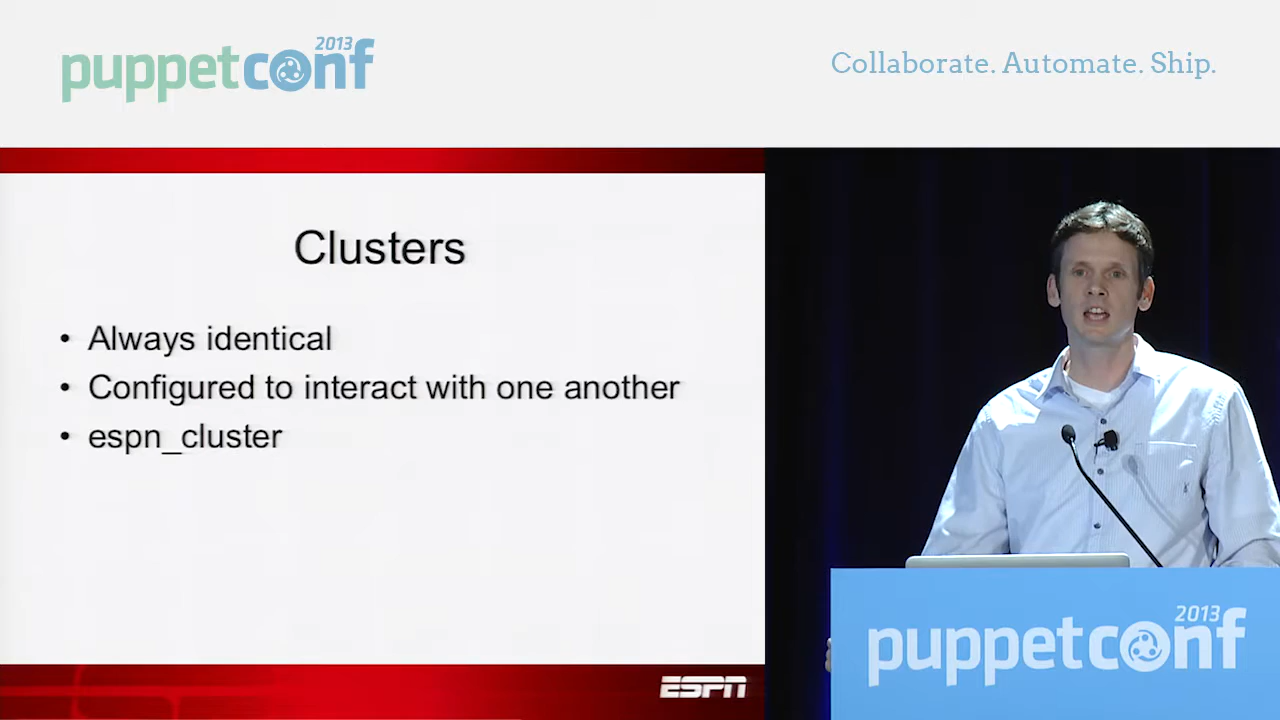 puppetconf 2013
Collaborate. Automate. Ship.
Clusters
• Always identical
• Configured to interact with one another
• espn_cluster
ESPN
puppetconf 2013